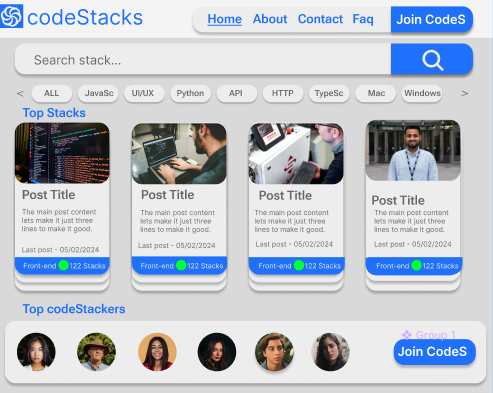 codeStacks
Home About Contact Faq Join CodeS
Search stack...
< ALL JavaSc UI/UX Python API HTTP TypeSc Mac Windows >
Top Stacks
Post Title Post Title Post Title Post Title
The main post content The main post content The main post content The main post content
lets make it just three lets make it just three lets make it just three lets make it just three
lines to make it good. lines to make it good. lines to make it good. lines to make it good.
Last post - 05/02/2024 Last post - 05/02/2024 Last post - 05/02/2024 Last post - 05/02/2024
Front-end 122 Stacks Front-end 122 Stacks Front-end 122 Stacks Front-end 122 Stacks
Top codeStackers
Group 1
Join CodeS